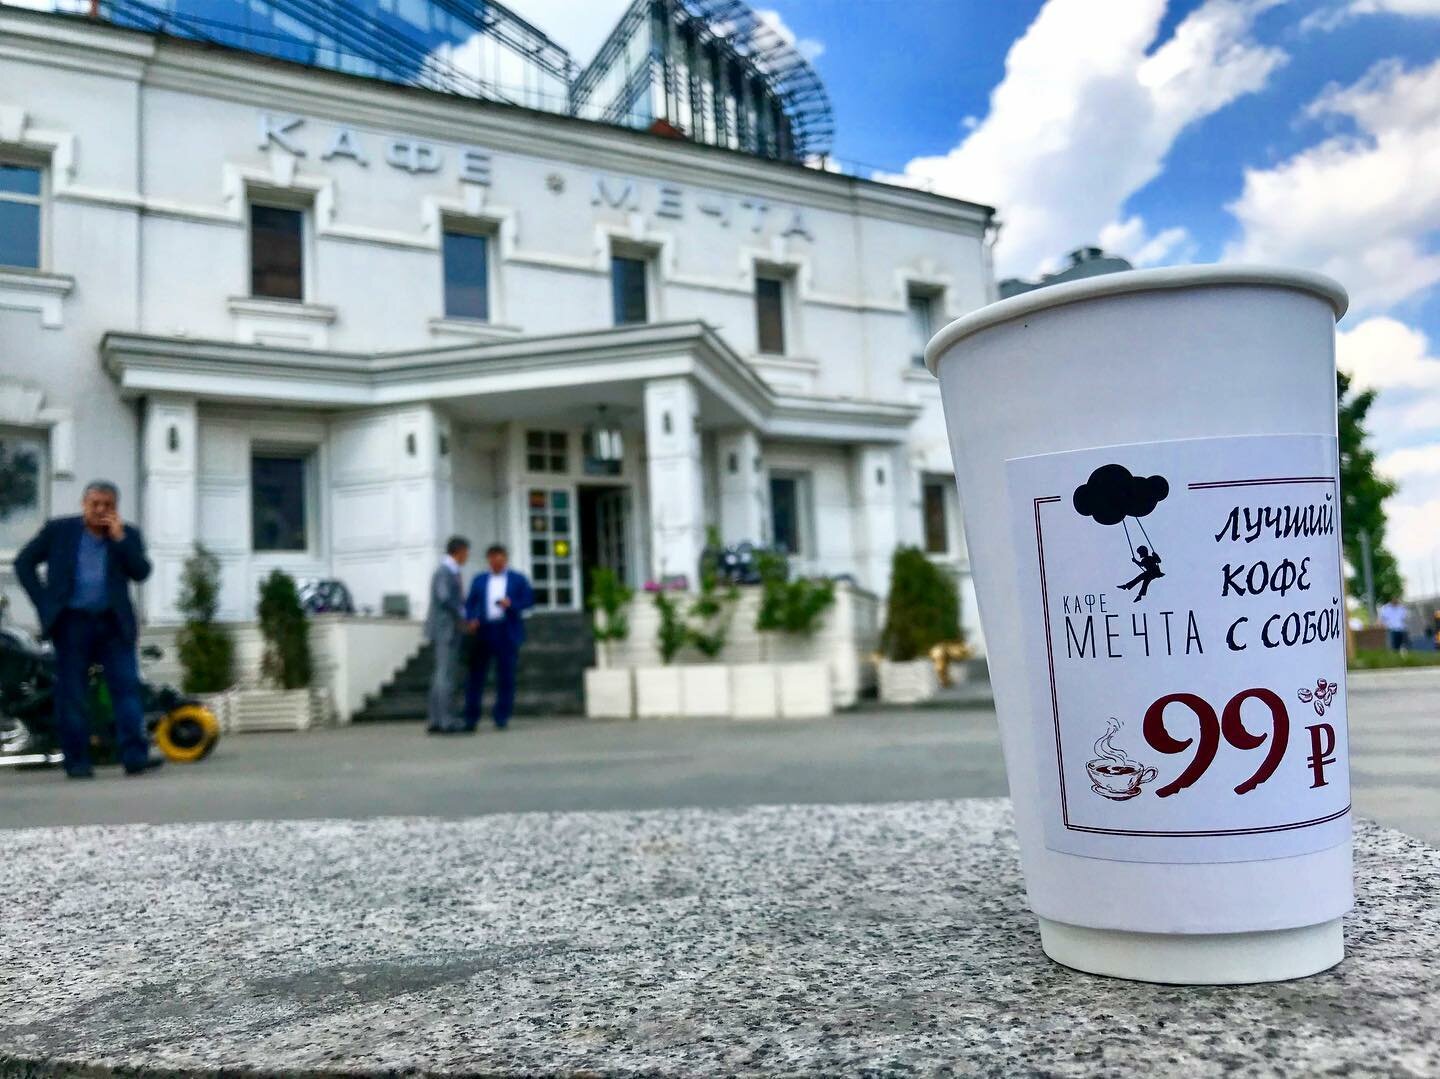 КАФЕ МЕЧТА
ЛУЧШИЙ
КОФЕ
С СОБОЙ
КАФЕ
МЕЧТА
99 ₽